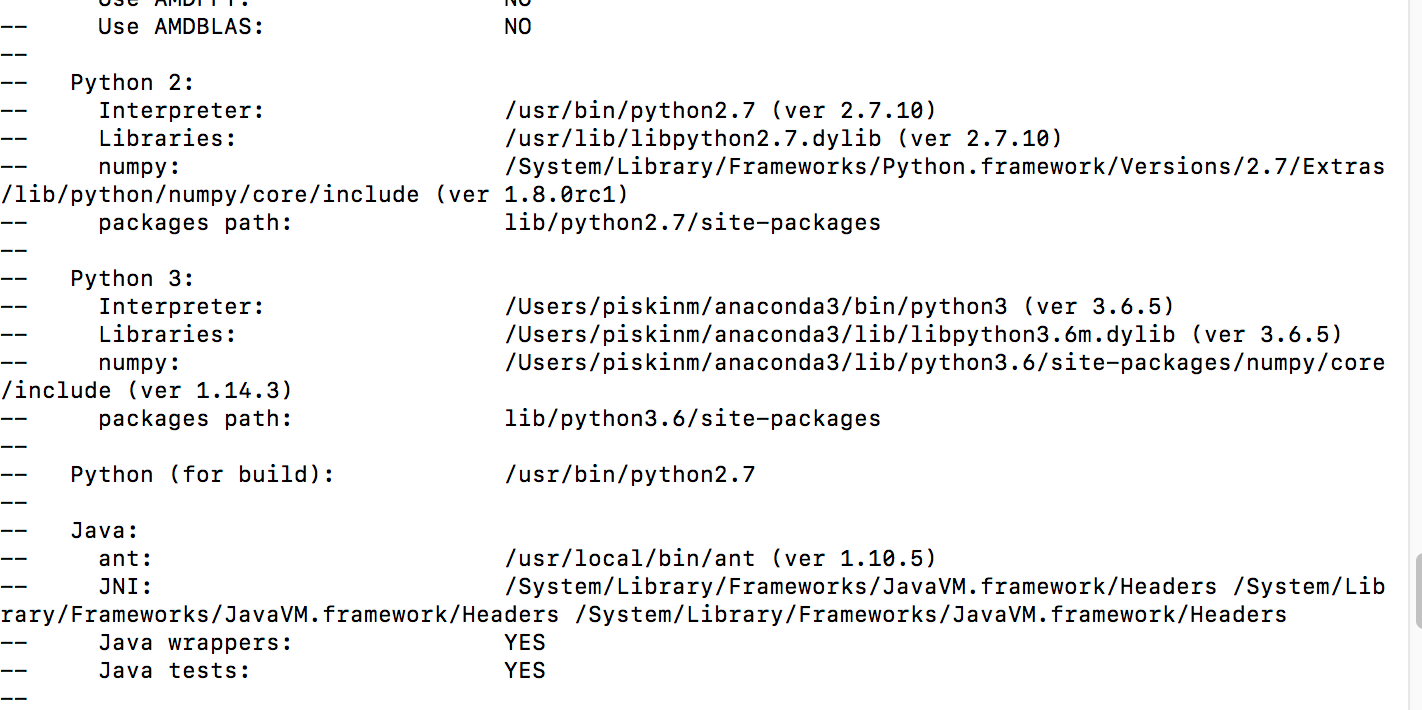 Use AMDFFT: NO
-- Use AMDBLAS: NO
--
-- Python 2:
-- Interpreter: /usr/bin/python2.7 (ver 2.7.10)
-- Libraries: /usr/lib/libpython2.7.dylib (ver 2.7.10)
-- numpy: /System/Library/Frameworks/Python.framework/Versions/2.7/Extras
/lib/python/numpy/core/include (ver 1.8.0rc1)
-- packages path: lib/python2.7/site-packages
--
-- Python 3:
-- Interpreter: /Users/piskinm/anaconda3/bin/python3 (ver 3.6.5)
-- Libraries: /Users/piskinm/anaconda3/lib/libpython3.6m.dylib (ver 3.6.5)
-- numpy: /Users/piskinm/anaconda3/lib/python3.6/site-packages/numpy/core
/include (ver 1.14.3)
-- packages path: lib/python3.6/site-packages
--
-- Python (for build): /usr/bin/python2.7
--
-- Java:
-- ant: /usr/local/bin/ant (ver 1.10.5)
-- JNI: /System/Library/Frameworks/JavaVM.framework/Headers /System/Lib
rary/Frameworks/JavaVM.framework/Headers /System/Library/Frameworks/JavaVM.framework/Headers
-- Java wrappers: YES
-- Java tests: YES
--